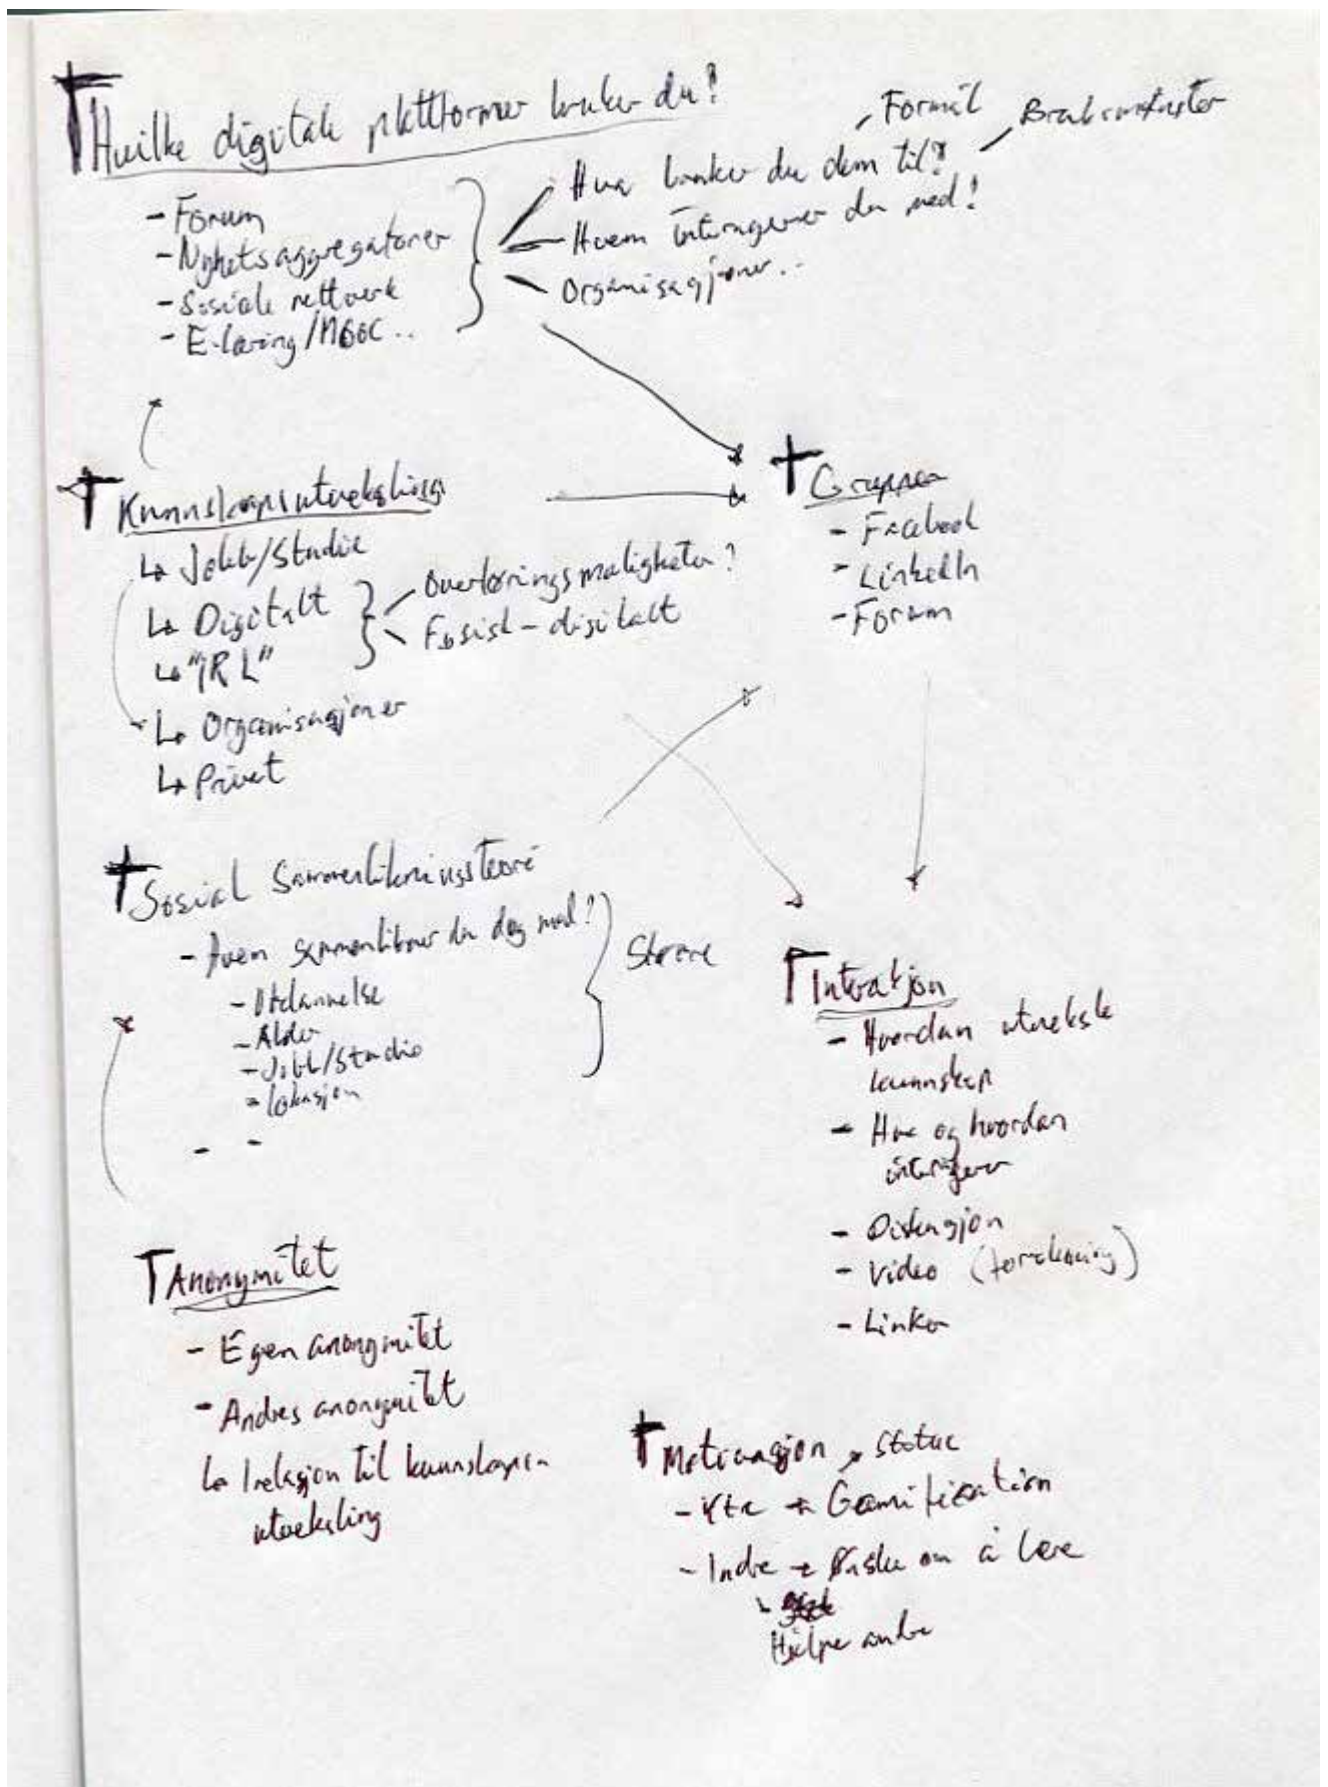 Hvilke digitale plattformer bruker du?
Formål
Bruksmønster
- Forum
- Nyhetsaggregatorer
- Sosiale nettverk
- E-læring/MOOC ..
Hva bruker du dem til?
Hvem interagerer du med?
Organisasjoner..
Kunnskapsutveksling
↳ Jobb/Studie
↳ Digitalt
↳ "IRL"
↳ Organisasjoner
↳ Privat
Overføringsmuligheter?
Fysisk - digitalt
Grupper
- Facebook
- LinkedIn
- Forum
Sosial Sammenlikningsteori
- Hvem sammenlikner du deg med?
- Utdannelse
- Alder
- Jobb/Studie
- Lokasjon
- -
Større
Interaksjon
- Hvordan utveksle
kunnskap
- Hva og hvordan
interagerer
- Diskusjon
- Video (forelesning)
- Linker
Anonymitet
- Egen anonymitet
- Andres anonymitet
↳ I relasjon til kunnskaps-
utveksling
Motivasjon, status
- Ytre → Gamification
- Indre → Ønske om å lære
Hjelpe andre